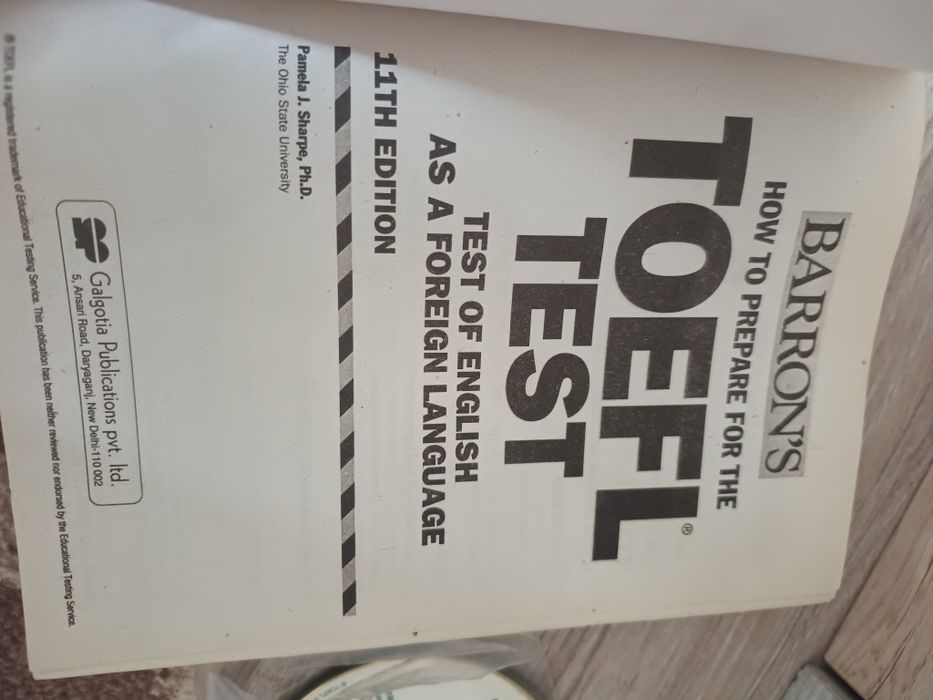 BARRON'S
HOW TO PREPARE FOR THE
TOEFL®
TEST
TEST OF ENGLISH
AS A FOREIGN LANGUAGE
11TH EDITION
Pamela J. Sharpe, Ph.D.
The Ohio State University
Galgotia Publications pvt. ltd.
5, Ansari Road, Daryaganj, New Delhi-110 002
® TOEFL is a registered trademark of Educational Testing Service. This publication has been neither reviewed nor endorsed by the Educational Testing Service.